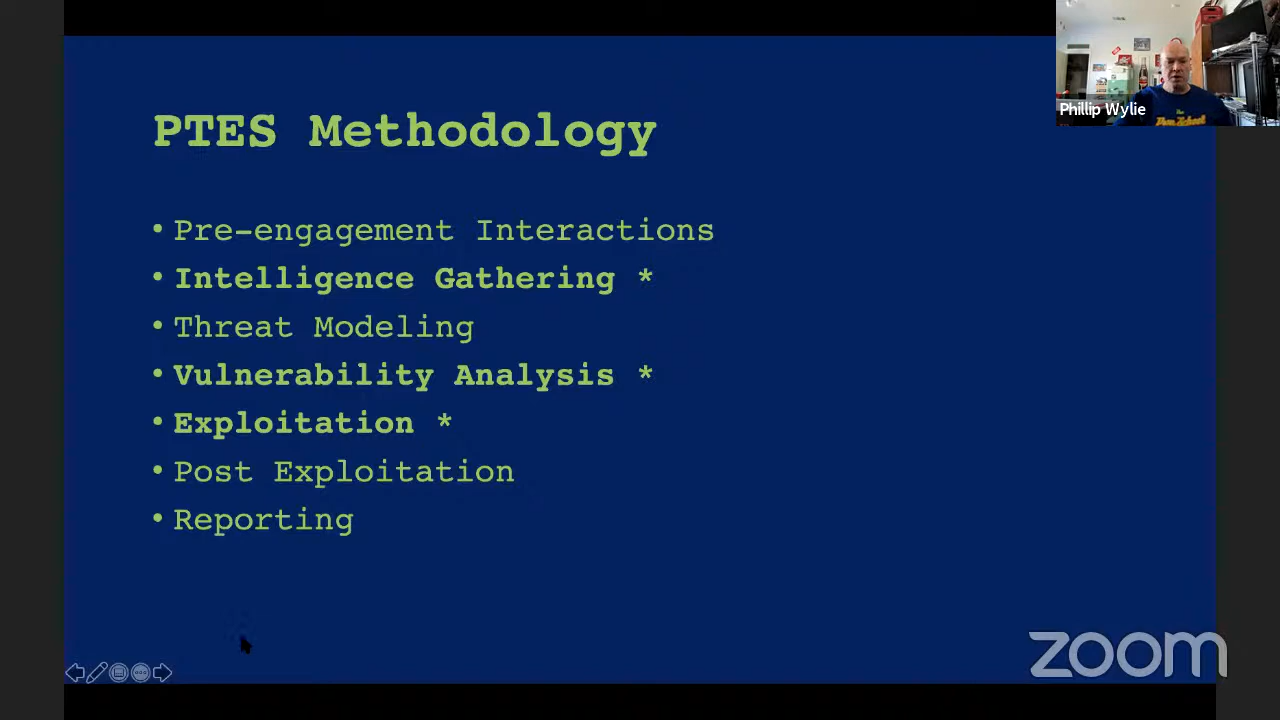 PTES Methodology
Phillip Wylie
• Pre-engagement Interactions
• Intelligence Gathering *
• Threat Modeling
• Vulnerability Analysis *
• Exploitation *
• Post Exploitation
• Reporting
zoom